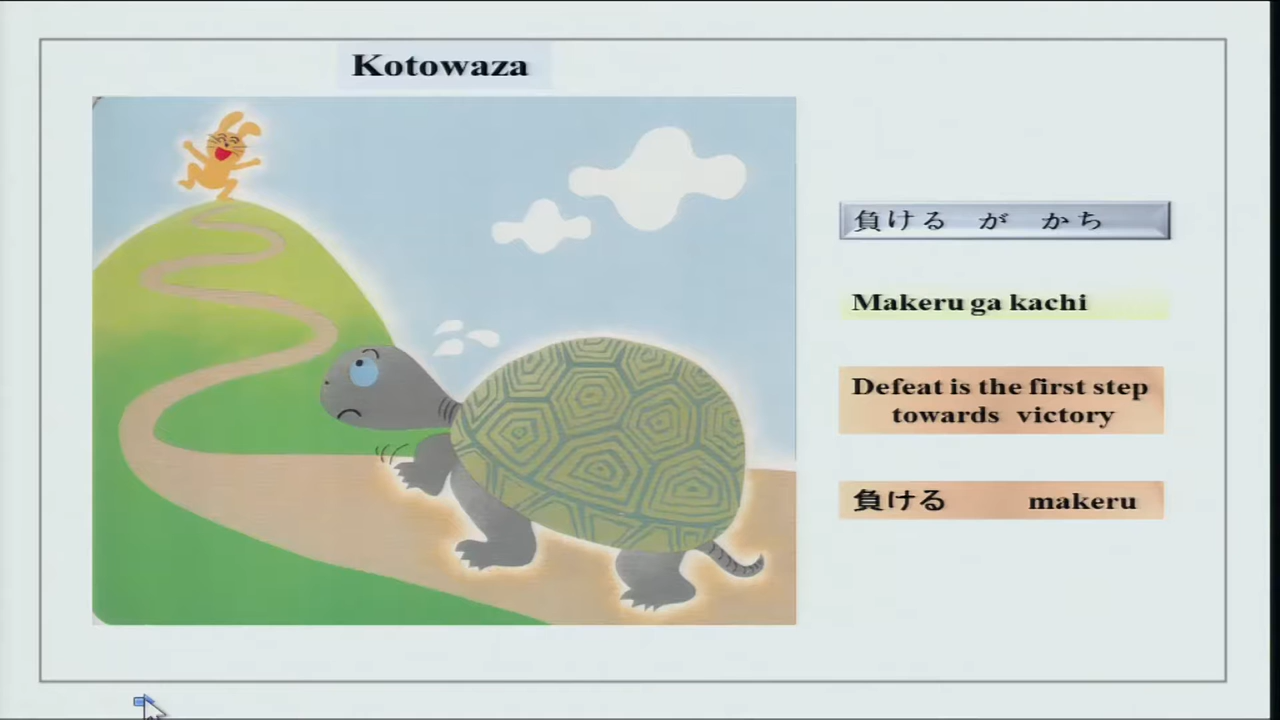 Kotowaza
負ける が かち
Makeru ga kachi
Defeat is the first step
towards victory
負ける makeru